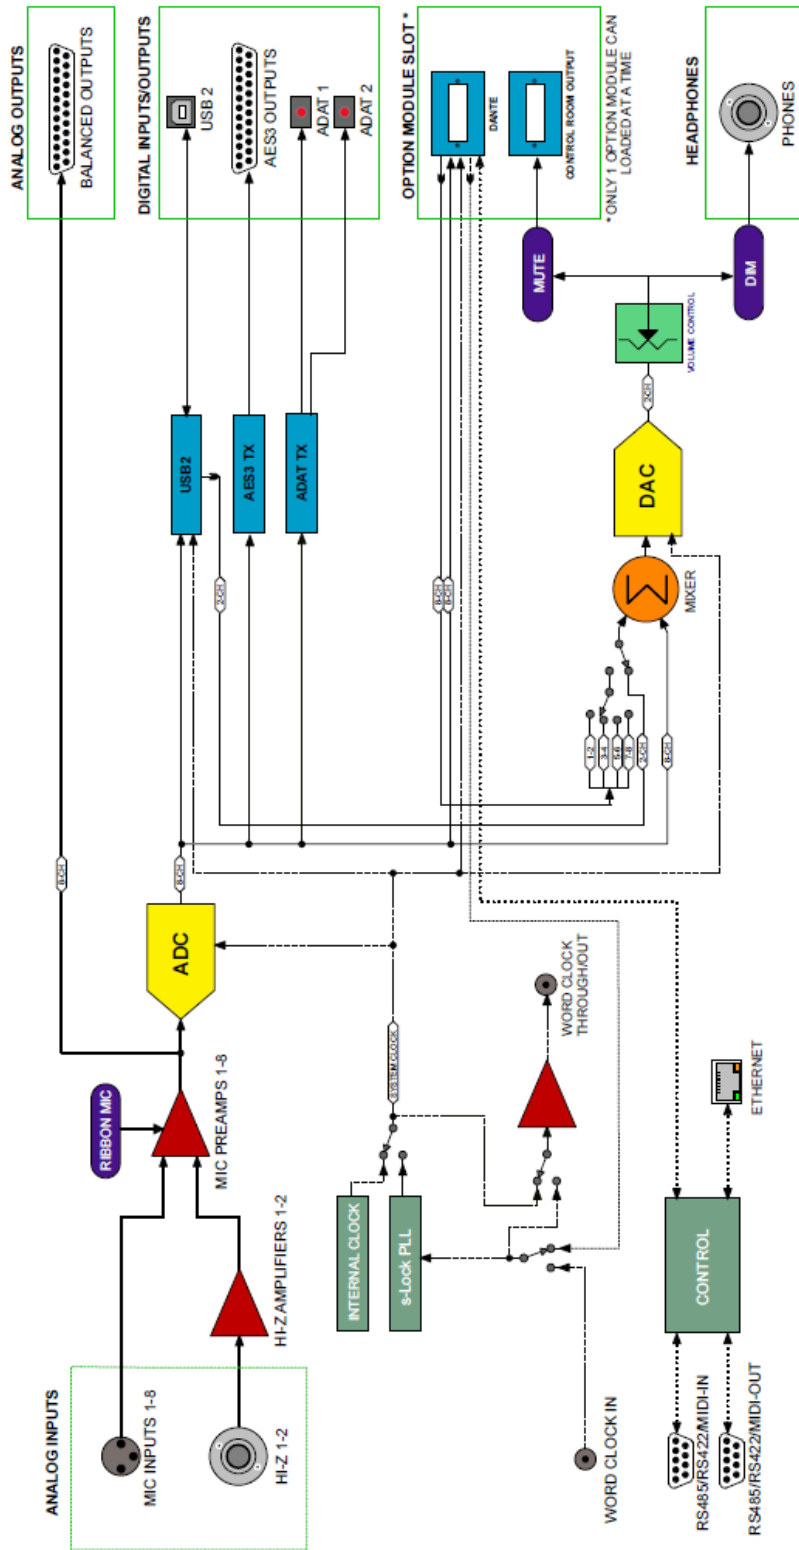 ANALOG INPUTS
MIC INPUTS 1-8
HI-Z 1-2
HI-Z AMPLIFIERS 1-2
RIBBON MIC
MIC PREAMPS 1-8
ADC
8-CH
8-CH
ANALOG OUTPUTS
BALANCED OUTPUTS
DIGITAL INPUTS/OUTPUTS
USB 2
AES3 OUTPUTS
ADAT 1
ADAT 2
USB2
AES3 TX
ADAT TX
2-CH
OPTION MODULE SLOT *
DANTE
CONTROL ROOM OUTPUT
* ONLY 1 OPTION MODULE CAN
LOADED AT A TIME
8-CH
8-CH
1-2
3-4
5-6
7-8
2-CH
8-CH
MIXER
DAC
2-CH
VOLUME CONTROL
MUTE
DIM
HEADPHONES
PHONES
INTERNAL CLOCK
s-Lock PLL
SYSTEM CLOCK
WORD CLOCK
THROUGH/OUT
WORD CLOCK IN
CONTROL
ETHERNET
RS485/RS422/MIDI-IN
RS485/RS422/MIDI-OUT